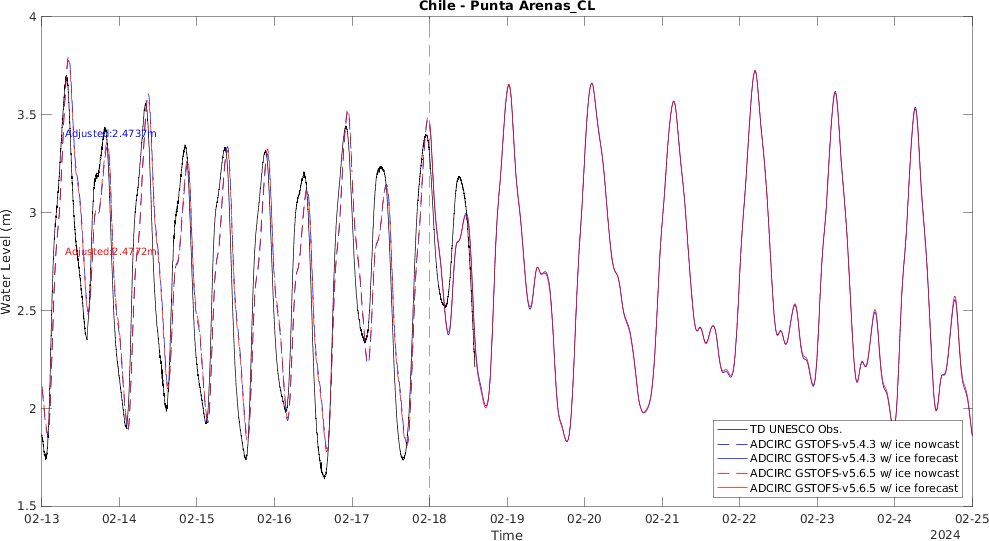 Chile - Punta Arenas_CL
Water Level (m)
4
3.5
3
2.5
2
1.5
Adjusted:2.4737m
Adjusted:2.4772m
TD UNESCO Obs.
ADCIRC GSTOFS-v5.4.3 w/ ice nowcast
ADCIRC GSTOFS-v5.4.3 w/ ice forecast
ADCIRC GSTOFS-v5.6.5 w/ ice nowcast
ADCIRC GSTOFS-v5.6.5 w/ ice forecast
02-13 02-14 02-15 02-16 02-17 02-18 02-19 02-20 02-21 02-22 02-23 02-24 02-25
Time
2024